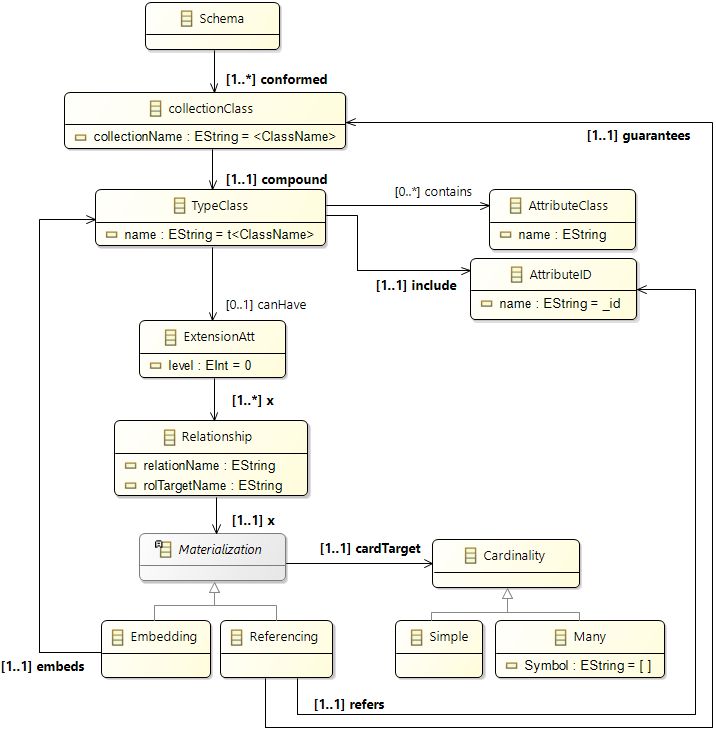 Schema
[1..*] conformed
collectionClass
collectionName : EString = <ClassName>
[1..1] guarantees
[1..1] compound
TypeClass
name : EString = t<ClassName>
[0..*] contains
AttributeClass
name : EString
[1..1] include
AttributeID
name : EString = _id
[0..1] canHave
ExtensionAtt
level : EInt = 0
[1..*] x
Relationship
relationName : EString
rolTargetName : EString
[1..1] x
Materialization
[1..1] cardTarget
Cardinality
Embedding
Referencing
Simple
Many
Symbol : EString = [ ]
[1..1] embeds
[1..1] refers